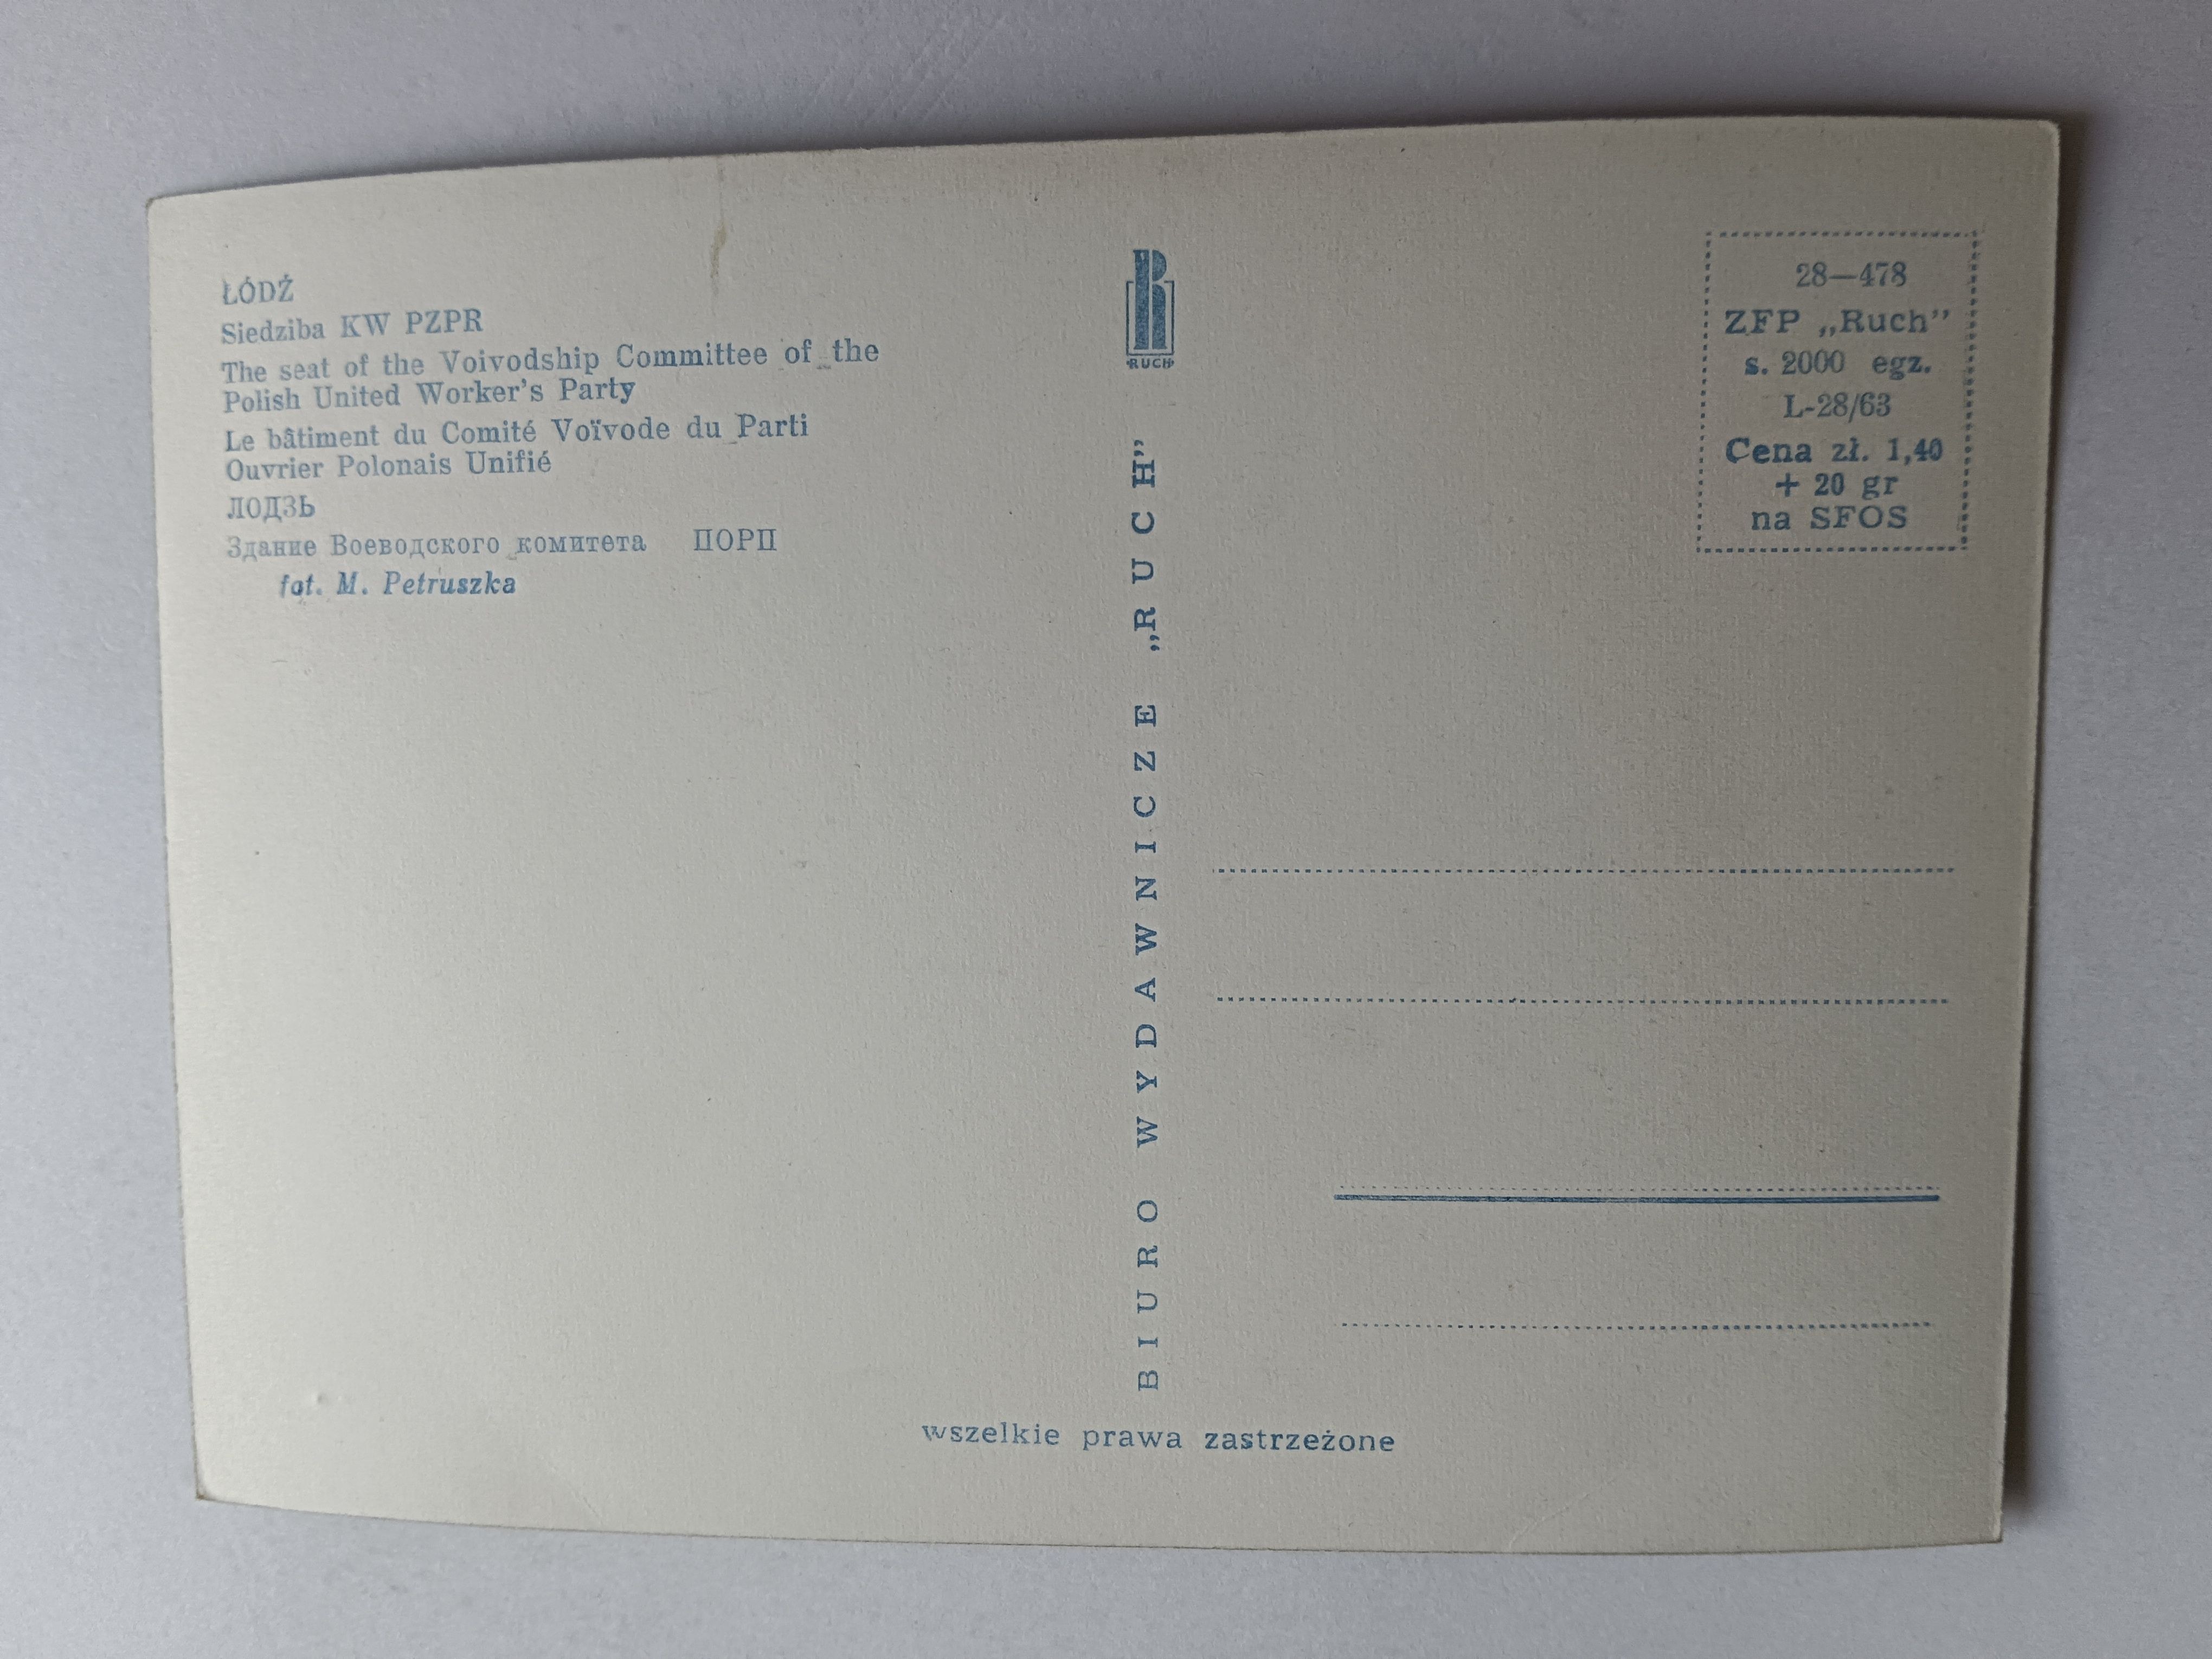 ŁÓDŹ
Siedziba KW PZPR
The seat of the Voivodship Committee of the
Polish United Worker's Party
Le bâtiment du Comité Voïvode du Parti
Ouvrier Polonais Unifié
ЛОДЗЬ
Здание Воеводского комитета ПОРП
fot. M. Petruszka
RUCH
BIURO WYDAWNICZE „RUCH”
28—478
ZFP „Ruch”
s. 2000 egz.
L-28/63
Cena zł. 1,40
+ 20 gr
na SFOS
wszelkie prawa zastrzeżone